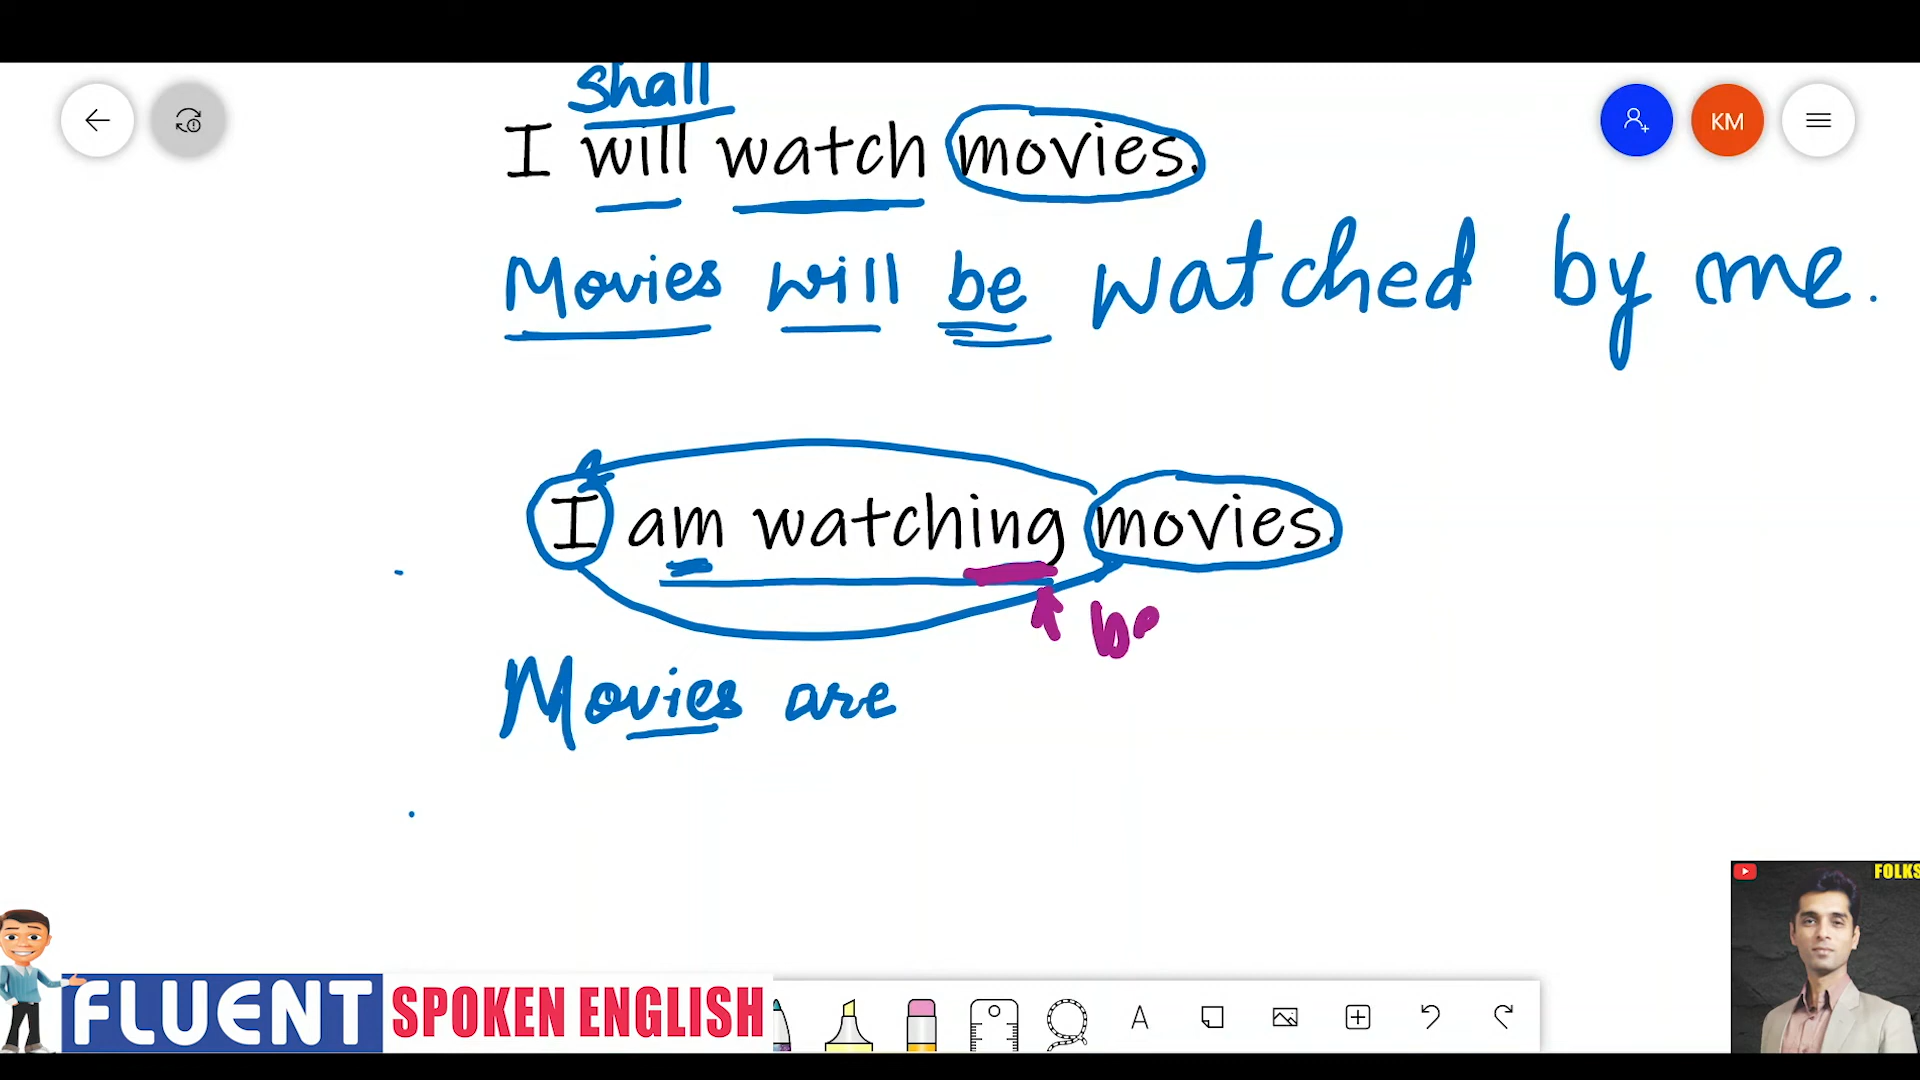 shall
I will watch movies.
Movies will be watched by me.
I am watching movies.
be
Movies are
KM
FOLKS
FLUENT SPOKEN ENGLISH
A